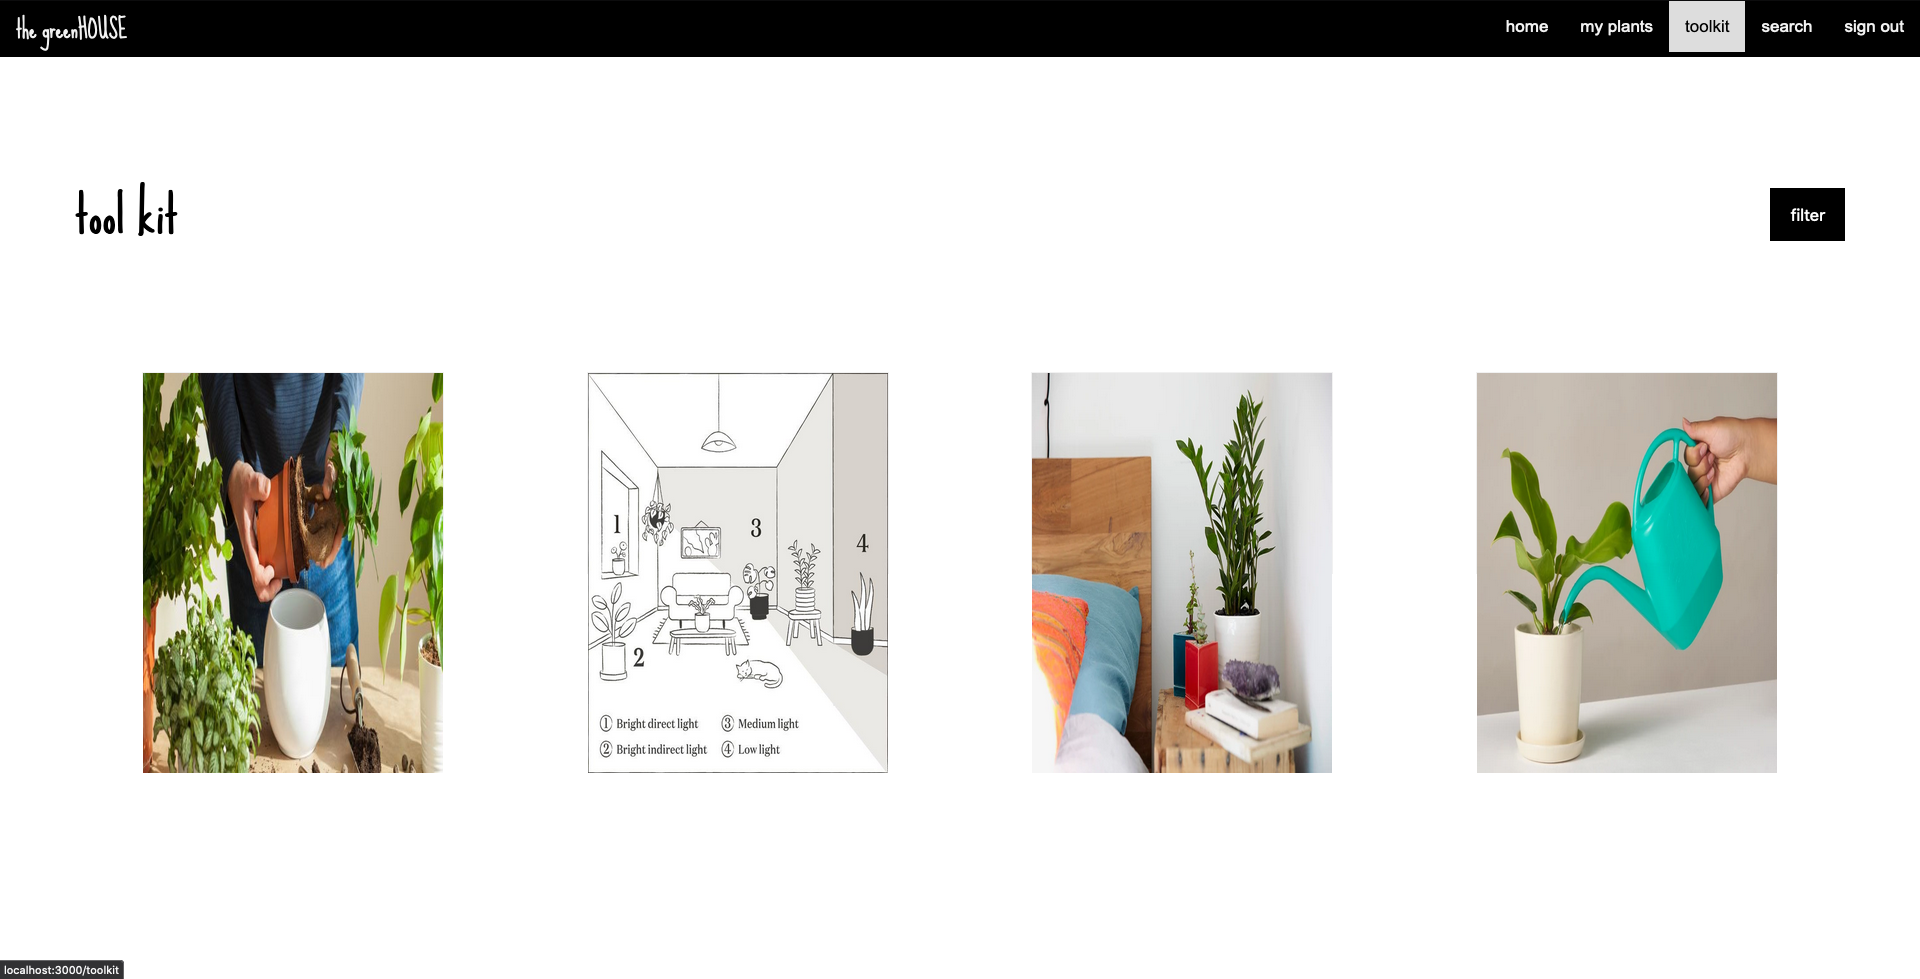 the greenHOUSE
home my plants toolkit search sign out
tool kit
filter
1
3
4
2
1 Bright direct light 3 Medium light
2 Bright indirect light 4 Low light
localhost:3000/toolkit